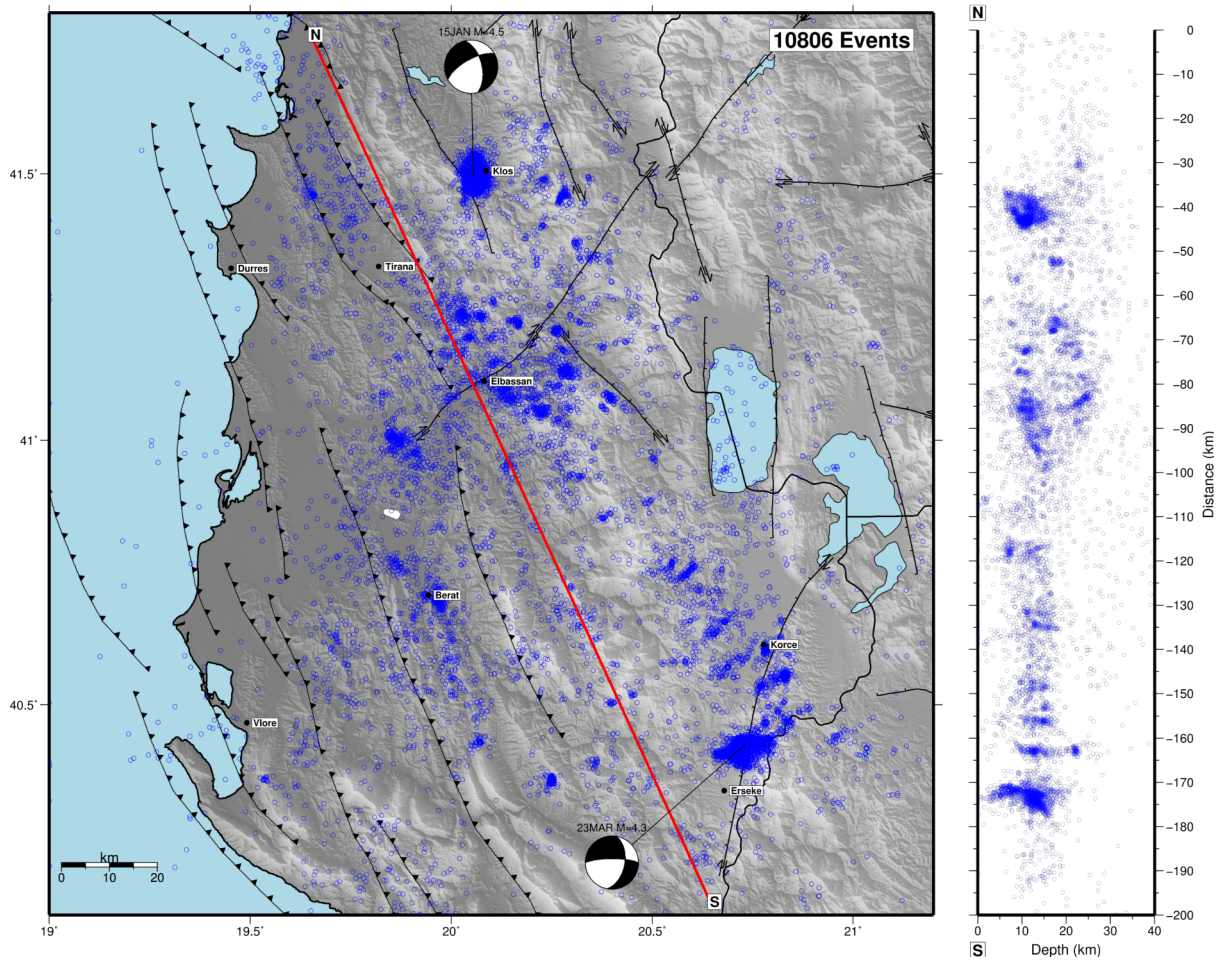 N
15JAN M=4.5
10806 Events
Klos
41.5˚
Durres
Tirana
Elbassan
41˚
Berat
Korce
40.5˚
Vlore
Erseke
23MAR M=4.3
km
0 10 20
S
19˚ 19.5˚ 20˚ 20.5˚ 21˚
N
0
-10
-20
-30
-40
-50
-60
-70
-80
-90
-100
-110
-120
-130
-140
-150
-160
-170
-180
-190
-200
Distance (km)
0 10 20 30 40
S
Depth (km)